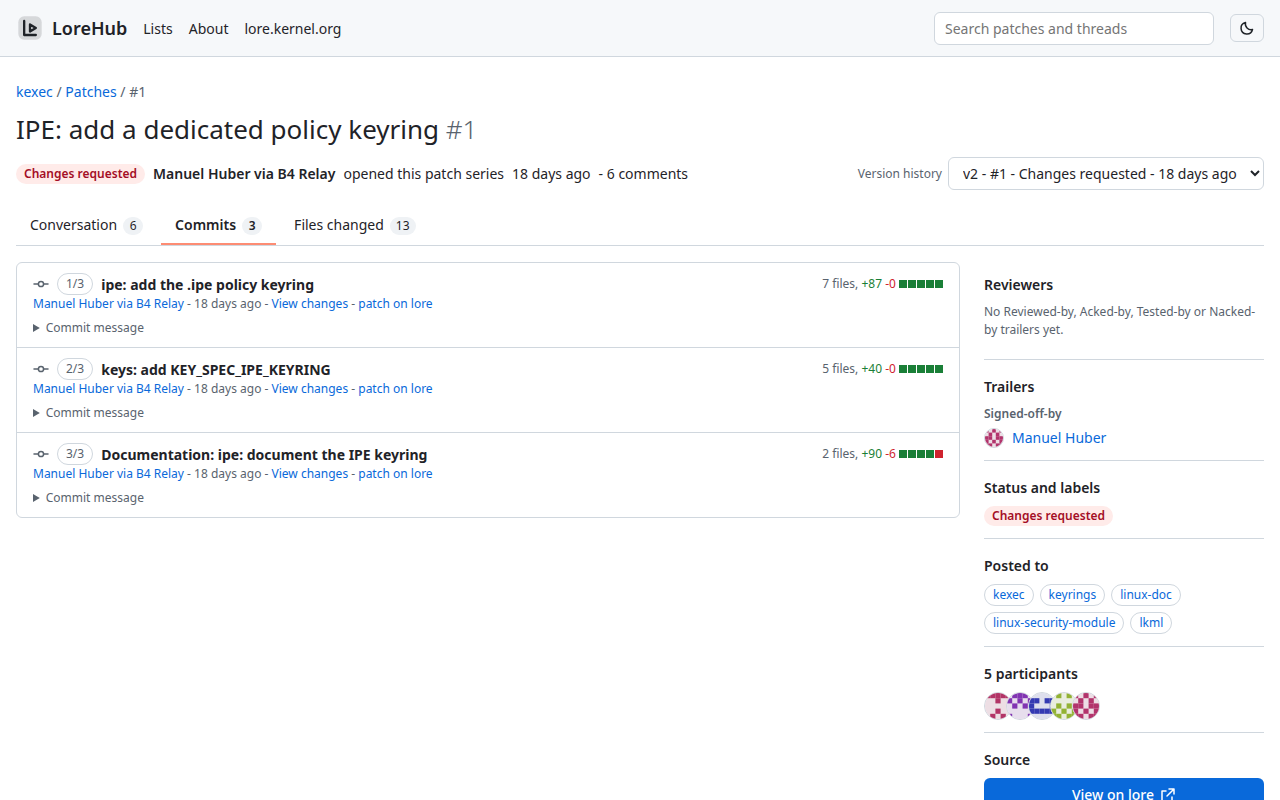 LoreHub Lists About lore.kernel.org Search patches and threads
kexec / Patches / #1
IPE: add a dedicated policy keyring #1
Changes requested Manuel Huber via B4 Relay opened this patch series 18 days ago - 6 comments Version history v2 - #1 - Changes requested - 18 days ago
Conversation 6 Commits 3 Files changed 13
1/3 ipe: add the .ipe policy keyring 7 files, +87 -0
Manuel Huber via B4 Relay - 18 days ago - View changes - patch on lore
Commit message
2/3 keys: add KEY_SPEC_IPE_KEYRING 5 files, +40 -0
Manuel Huber via B4 Relay - 18 days ago - View changes - patch on lore
Commit message
3/3 Documentation: ipe: document the IPE keyring 2 files, +90 -6
Manuel Huber via B4 Relay - 18 days ago - View changes - patch on lore
Commit message
Reviewers
No Reviewed-by, Acked-by, Tested-by or Nacked-
by trailers yet.
Trailers
Signed-off-by
Manuel Huber
Status and labels
Changes requested
Posted to
kexec keyrings linux-doc
linux-security-module lkml
5 participants
Source
View on lore